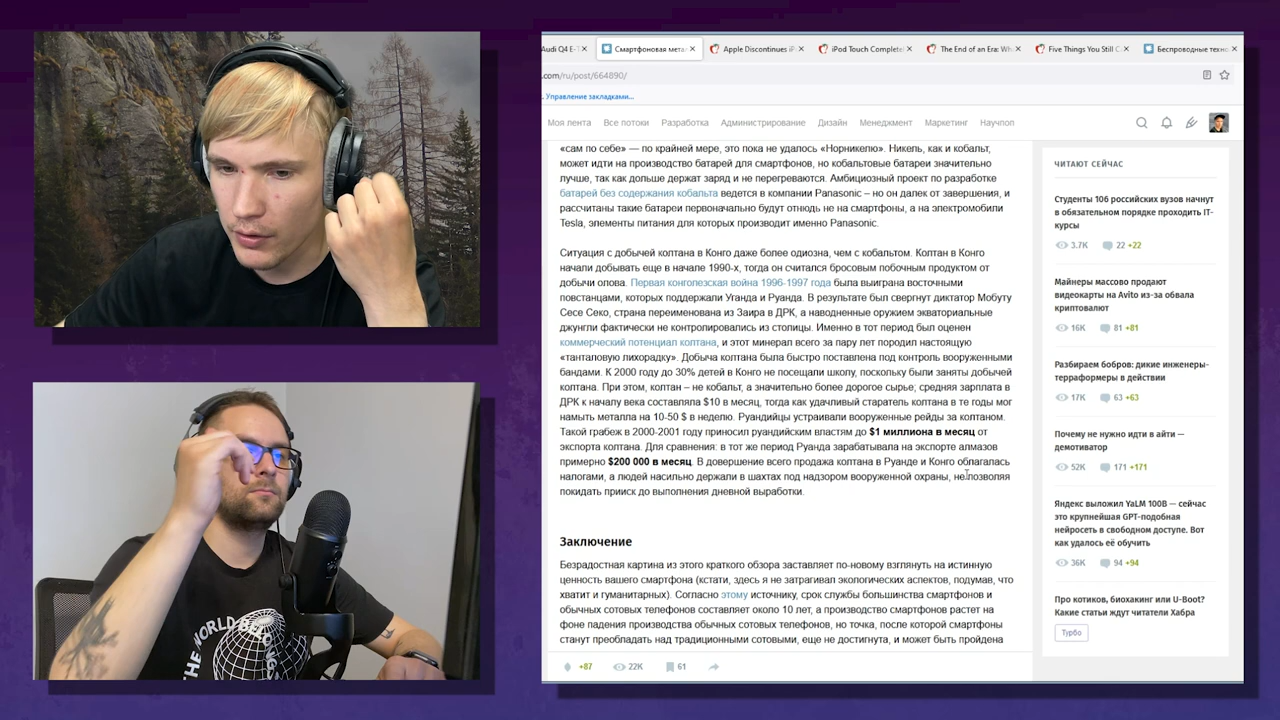 Audi Q4 E-T
Смартфоновая мета
Apple Discontinues iP
iPod Touch Complete
The End of an Era: Wh
Five Things You Still C
Беспроводные техно
.com/ru/post/664890/
Управление закладками...
Моя лента Все потоки Разработка Администрирование Дизайн Менеджмент Маркетинг Научпоп
«сам по себе» — по крайней мере, это пока не удалось «Норникелю». Никель, как и кобальт,
может идти на производство батарей для смартфонов, но кобальтовые батареи значительно
лучше, так как дольше держат заряд и не перегреваются. Амбициозный проект по разработке
батарей без содержания кобальта ведется в компании Panasonic – но он далек от завершения, и
рассчитаны такие батареи первоначально будут отнюдь не на смартфоны, а на электромобили
Tesla, элементы питания для которых производит именно Panasonic.
Ситуация с добычей колтана в Конго даже более одиозна, чем с кобальтом. Колтан в Конго
начали добывать еще в начале 1990-х, тогда он считался бросовым побочным продуктом от
добычи олова. Первая конголезская война 1996-1997 года была выиграна восточными
повстанцами, которых поддержали Уганда и Руанда. В результате был свергнут диктатор Мобуту
Сесе Секо, страна переименована из Заира в ДРК, а наводненные оружием экваториальные
джунгли фактически не контролировались из столицы. Именно в тот период был оценен
коммерческий потенциал колтана, и этот минерал всего за пару лет породил настоящую
«танталовую лихорадку». Добыча колтана была быстро поставлена под контроль вооруженными
бандами. К 2000 году до 30% детей в Конго не посещали школу, поскольку были заняты добычей
колтана. При этом, колтан – не кобальт, а значительно более дорогое сырье; средняя зарплата в
ДРК к началу века составляла $10 в месяц, тогда как удачливый старатель колтана в те годы мог
намыть металла на 10-50 $ в неделю. Руандийцы устраивали вооруженные рейды за колтаном.
Такой грабеж в 2000-2001 году приносил руандийским властям до $1 миллиона в месяц от
экспорта колтана. Для сравнения: в тот же период Руанда зарабатывала на экспорте алмазов
примерно $200 000 в месяц. В довершение всего продажа колтана в Руанде и Конго облагалась
налогами, а людей насильно держали в шахтах под надзором вооруженной охраны, не позволяя
покидать прииск до выполнения дневной выработки.
Заключение
Безрадостная картина из этого краткого обзора заставляет по-новому взглянуть на истинную
ценность вашего смартфона (кстати, здесь я не затрагивал экологических аспектов, подумав, что
хватит и гуманитарных). Согласно этому источнику, срок службы большинства смартфонов и
обычных сотовых телефонов составляет около 10 лет, а производство смартфонов растет на
фоне падения производства обычных сотовых телефонов, но точка, после которой смартфоны
станут преобладать над традиционными сотовыми, еще не достигнута, и может быть пройдена
+87 22K 61
ЧИТАЮТ СЕЙЧАС
Студенты 106 российских вузов начнут
в обязательном порядке проходить IT-
курсы
3.7K 22 +22
Майнеры массово продают
видеокарты на Avito из-за обвала
криптовалют
16K 81 +81
Разбираем бобров: дикие инженеры-
терраформеры в действии
17K 63 +63
Почему не нужно идти в айти —
демотиватор
52K 171 +171
Яндекс выложил YaLM 100B — сейчас
это крупнейшая GPT-подобная
нейросеть в свободном доступе. Вот
как удалось её обучить
36K 94 +94
Про котиков, биохакинг или U-Boot?
Какие статьи ждут читатели Хабра
Турбо
THE WORLD